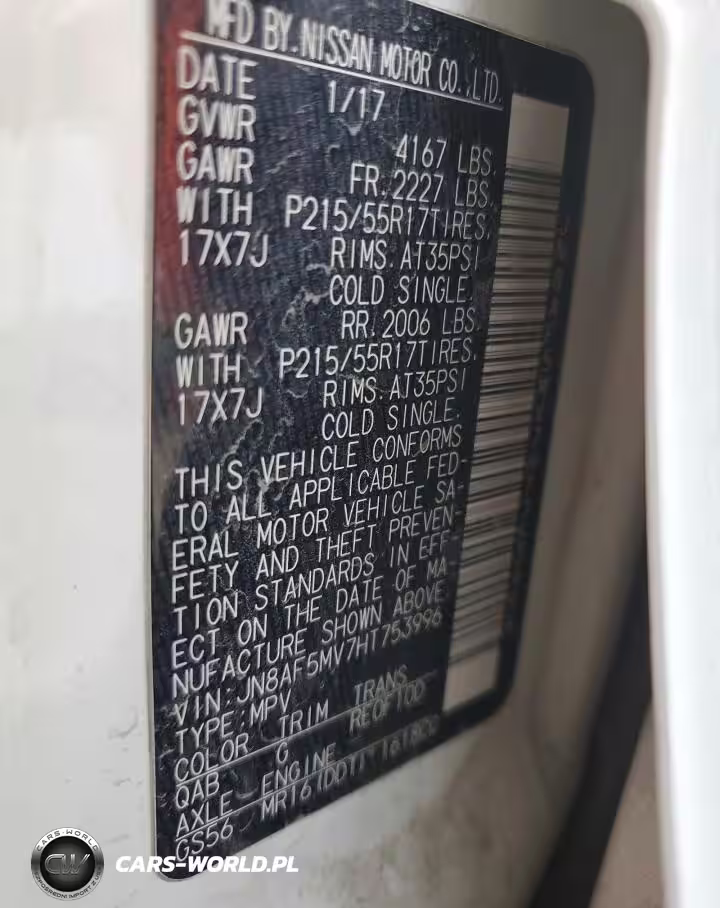 MFD BY.NISSAN MOTOR CO.,LTD.
DATE 1/17
GVWR 4167 LBS.
GAWR FR.2227 LBS.
WITH P215/55R17TIRES,
17X7J RIMS.AT35PSI
COLD SINGLE.
GAWR RR.2006 LBS.
WITH P215/55R17TIRES,
17X7J RIMS.AT35PSI
COLD SINGLE.
THIS VEHICLE CONFORMS
TO ALL APPLICABLE FED-
ERAL MOTOR VEHICLE SA-
FETY AND THEFT PREVEN-
TION STANDARDS IN EFF-
ECT ON THE DATE OF MA-
NUFACTURE SHOWN ABOVE.
VIN:JN8AF5MV7HT753996
TYPE:MPV
COLOR TRIM TRANS
QAB G
AXLE ENGINE
GS56
CARS-WORLD
CW
CARS-WORLD.PL